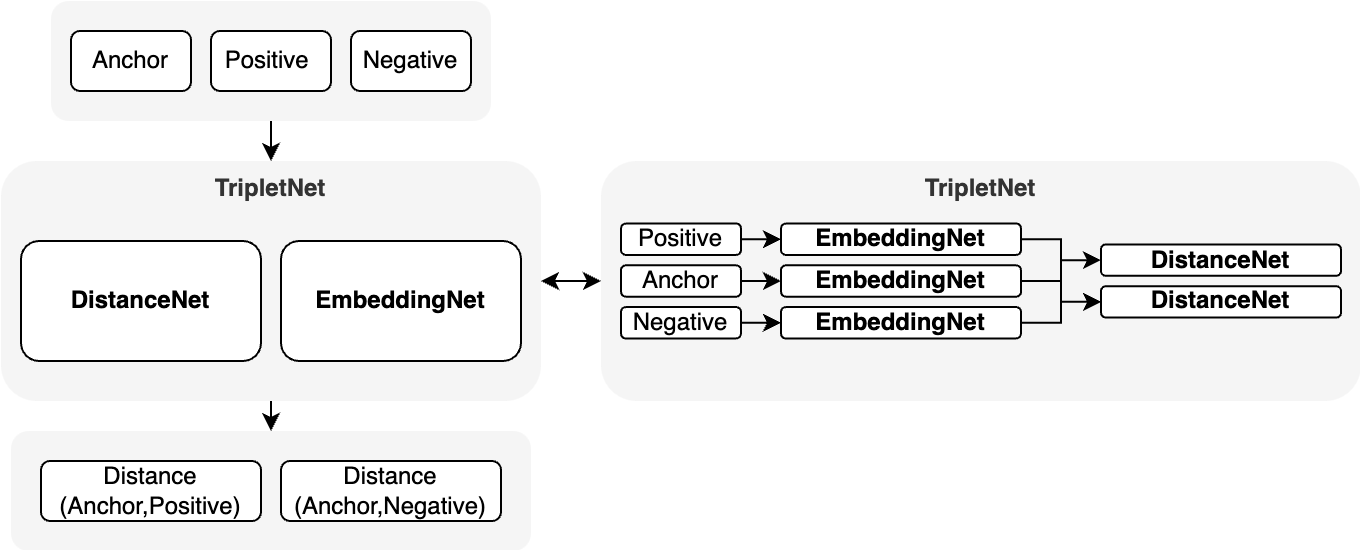 Anchor
Positive
Negative
TripletNet
DistanceNet
EmbeddingNet
Distance
(Anchor,Positive)
Distance
(Anchor,Negative)
TripletNet
Positive
EmbeddingNet
Anchor
EmbeddingNet
Negative
EmbeddingNet
DistanceNet
DistanceNet